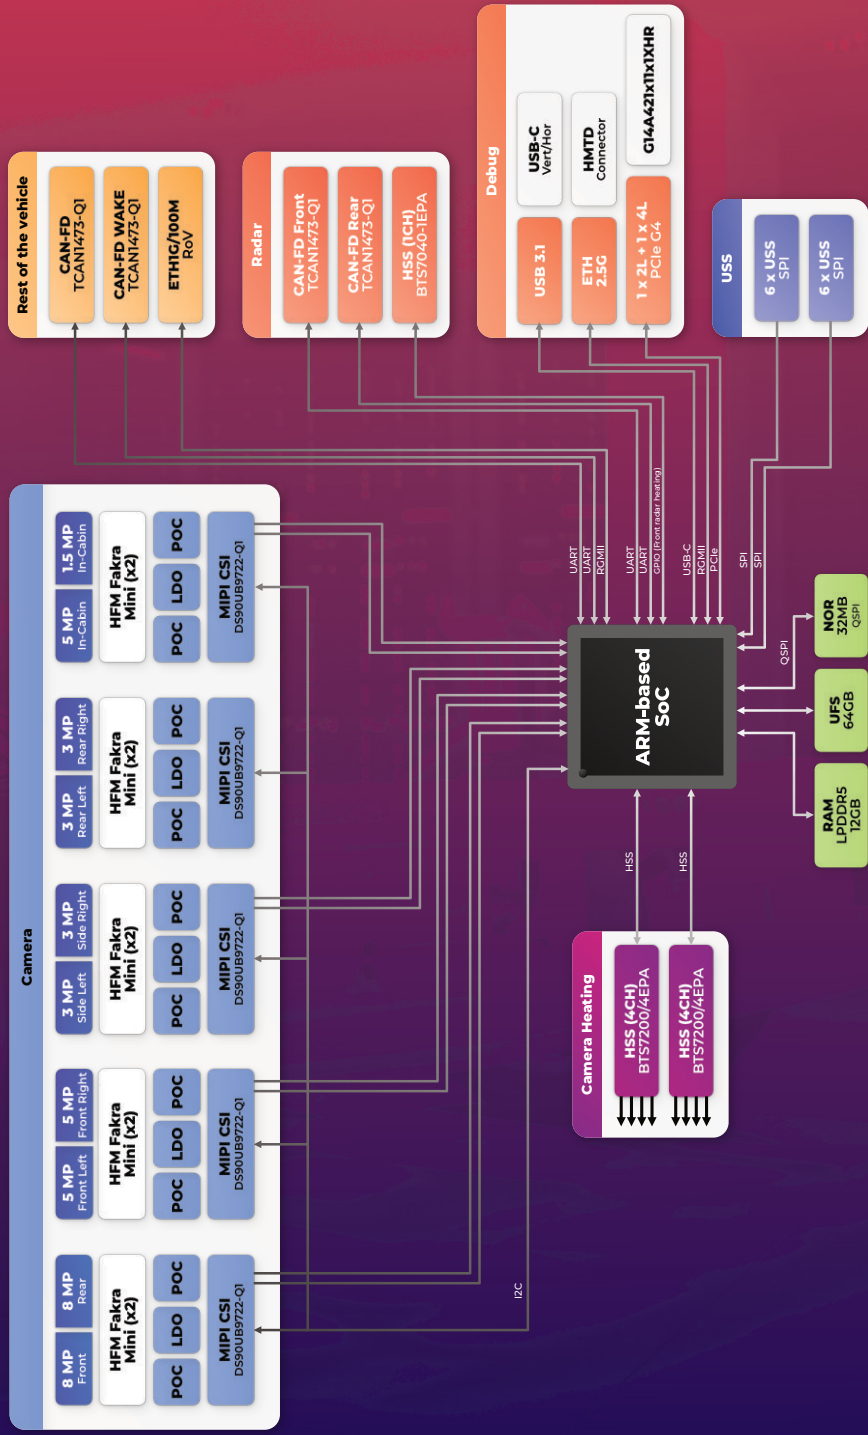 Camera
8 MP
Front
8 MP
Rear
HFM Fakra
Mini (x2)
POC
LDO
POC
MIPI CSI
DS90UB9722-Q1
5 MP
Front Left
5 MP
Front Right
HFM Fakra
Mini (x2)
POC
LDO
POC
MIPI CSI
DS90UB9722-Q1
3 MP
Side Left
3 MP
Side Right
HFM Fakra
Mini (x2)
POC
LDO
POC
MIPI CSI
DS90UB9722-Q1
3 MP
Rear Left
3 MP
Rear Right
HFM Fakra
Mini (x2)
POC
LDO
POC
MIPI CSI
DS90UB9722-Q1
5 MP
In-Cabin
1.5 MP
In-Cabin
HFM Fakra
Mini (x2)
POC
LDO
POC
MIPI CSI
DS90UB9722-Q1
Rest of the vehicle
CAN-FD
TCAN1473-Q1
CAN-FD WAKE
TCAN1473-Q1
ETH1G/100M
RoV
Radar
CAN-FD Front
TCAN1473-Q1
CAN-FD Rear
TCAN1473-Q1
HSS (1CH)
BTS7040-1EPA
Debug
USB 3.1
USB-C
Vert/Hor
ETH
2.5G
HMTD
Connector
1 x 2L + 1 x 4L
PCIe G4
G14A421x11x1XHR
USS
6 x USS
SPI
6 x USS
SPI
UART
UART
RGMII
UART
UART
GPIO (Front radar heating)
USB-C
RGMII
PCIe
SPI
SPI
I2C
ARM-based
SoC
HSS
HSS
QSPI
Camera Heating
HSS (4CH)
BTS7200/4EPA
HSS (4CH)
BTS7200/4EPA
RAM
LPDDR5
12GB
UFS
64GB
NOR
32MB
QSPI